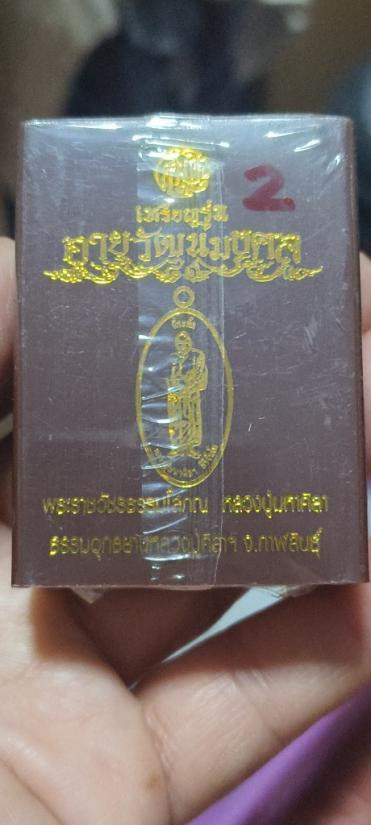 2.
เหรียญรุ่น
อายุวัฒนมงคล
พระราชวัชรธรรมโสภณ หลวงปู่มหาศิลา
ธรรมอุทยานหลวงปู่ศิลาฯ จ.กาฬสินธุ์